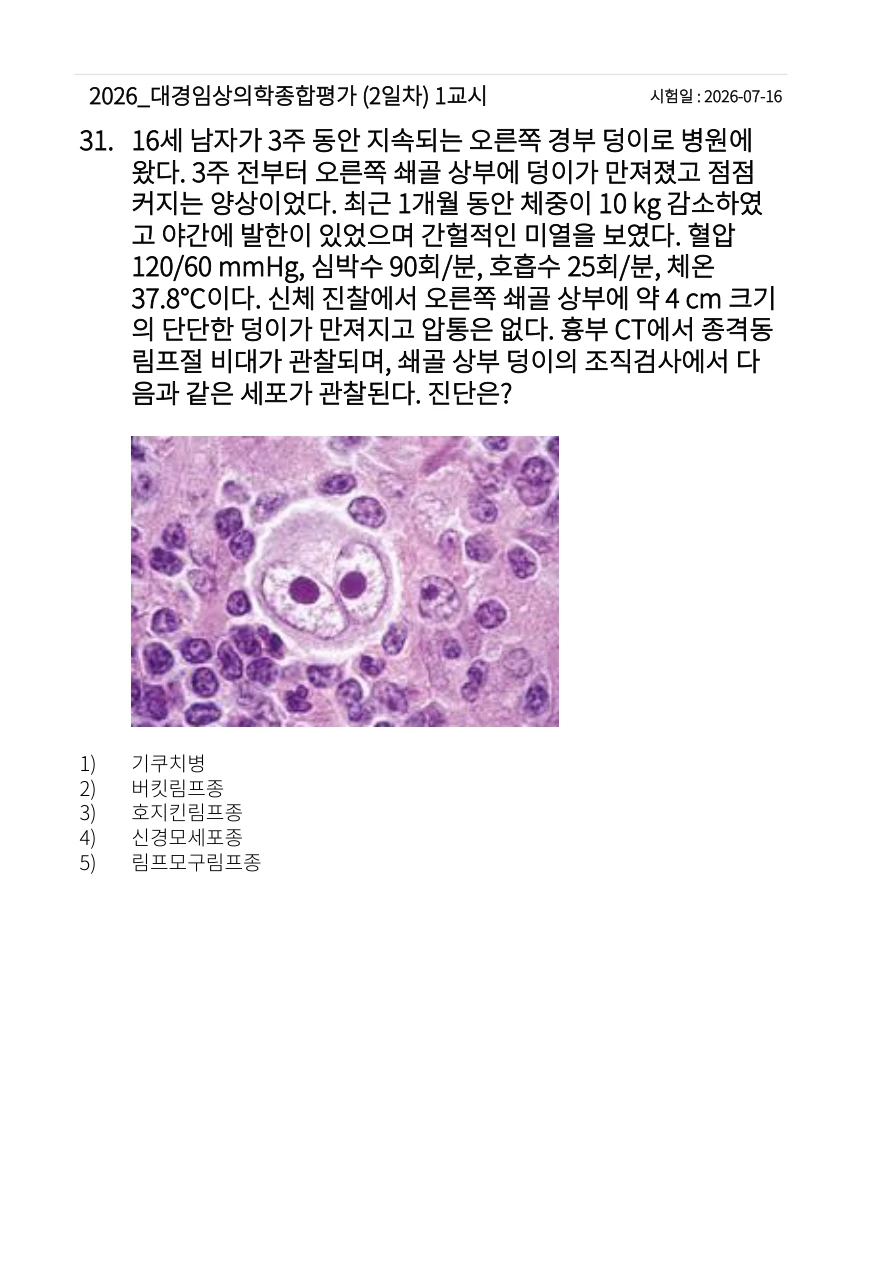 2026_대경임상의학종합평가 (2일차) 1교시
시험일 : 2026-07-16
31. 16세 남자가 3주 동안 지속되는 오른쪽 경부 덩이로 병원에
왔다. 3주 전부터 오른쪽 쇄골 상부에 덩이가 만져졌고 점점
커지는 양상이었다. 최근 1개월 동안 체중이 10 kg 감소하였
고 야간에 발한이 있었으며 간헐적인 미열을 보였다. 혈압
120/60 mmHg, 심박수 90회/분, 호흡수 25회/분, 체온
37.8°C이다. 신체 진찰에서 오른쪽 쇄골 상부에 약 4 cm 크기
의 단단한 덩이가 만져지고 압통은 없다. 흉부 CT에서 종격동
림프절 비대가 관찰되며, 쇄골 상부 덩이의 조직검사에서 다
음과 같은 세포가 관찰된다. 진단은?
1) 기쿠치병
2) 버킷림프종
3) 호지킨림프종
4) 신경모세포종
5) 림프모구림프종